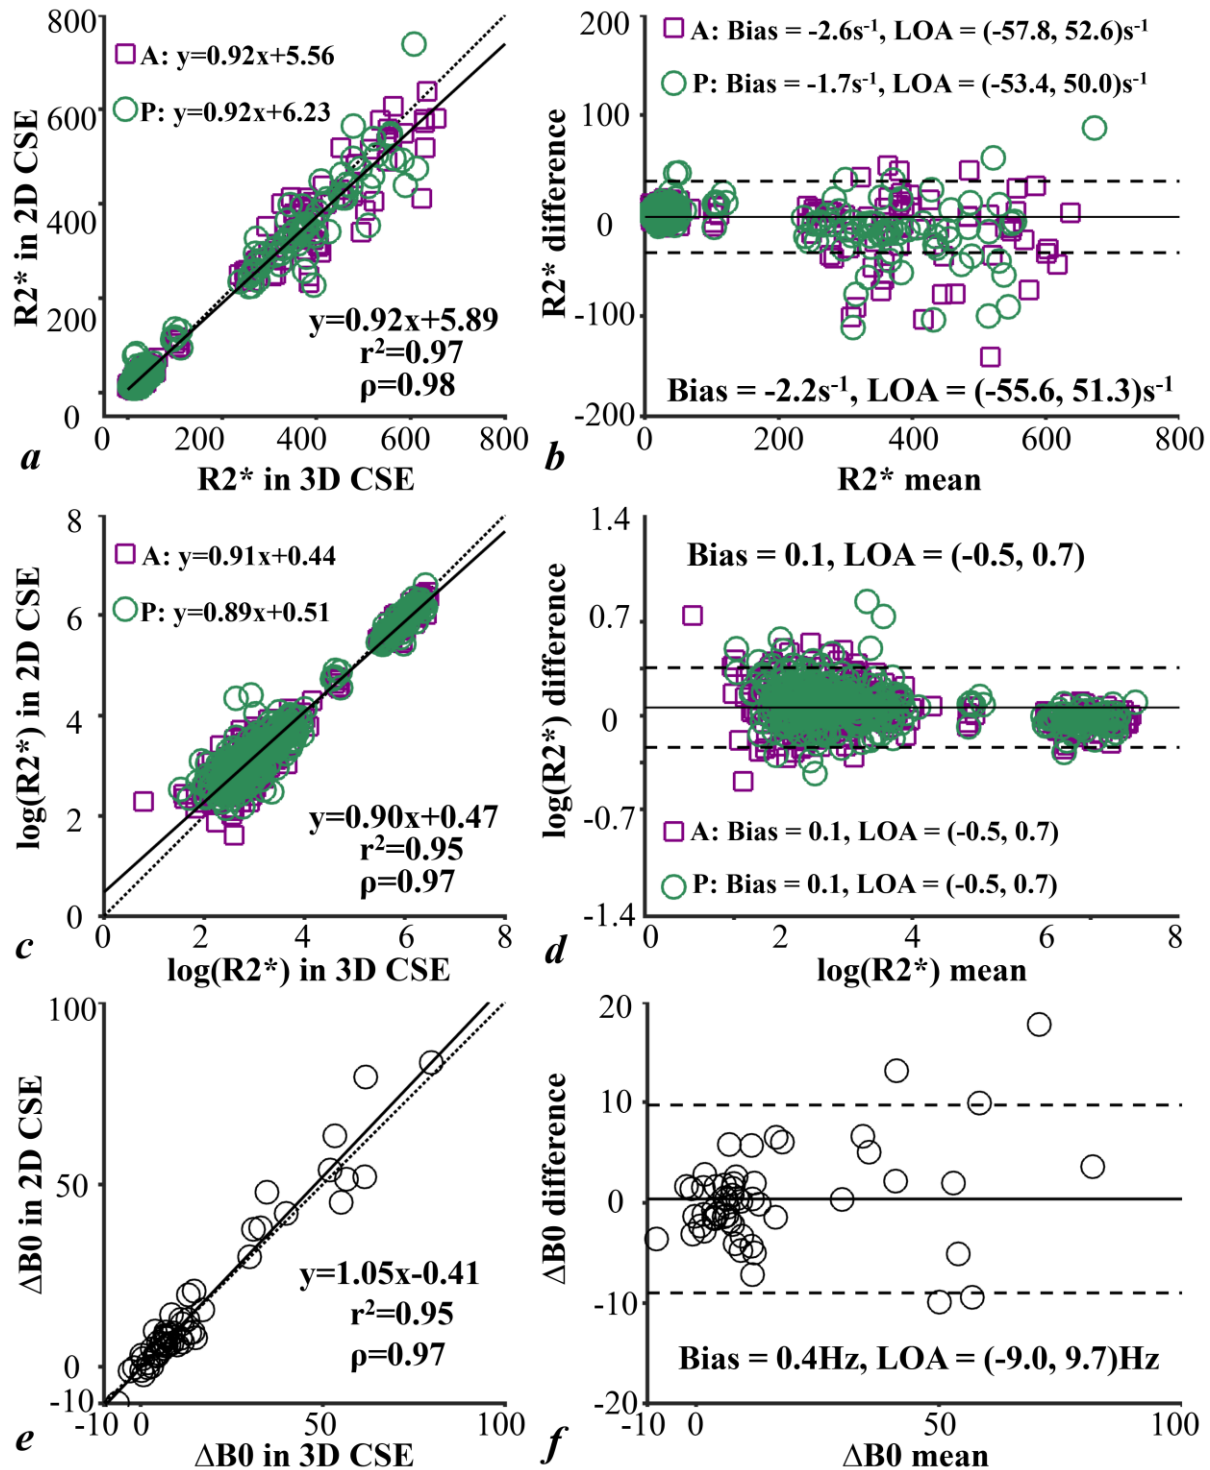 800
600
400
200
0
0
200
400
600
800
R2* in 2D CSE
R2* in 3D CSE
A: y=0.92x+5.56
P: y=0.92x+6.23
y=0.92x+5.89
r²=0.97
ρ=0.98
a
200
100
0
-100
-200
0
200
400
600
800
R2* difference
R2* mean
A: Bias = -2.6s⁻¹, LOA = (-57.8, 52.6)s⁻¹
P: Bias = -1.7s⁻¹, LOA = (-53.4, 50.0)s⁻¹
Bias = -2.2s⁻¹, LOA = (-55.6, 51.3)s⁻¹
b
8
6
4
2
0
0
2
4
6
8
log(R2*) in 2D CSE
log(R2*) in 3D CSE
A: y=0.91x+0.44
P: y=0.89x+0.51
y=0.90x+0.47
r²=0.95
ρ=0.97
c
1.4
0.7
0
-0.7
-1.4
0
2
4
6
8
log(R2*) difference
log(R2*) mean
Bias = 0.1, LOA = (-0.5, 0.7)
A: Bias = 0.1, LOA = (-0.5, 0.7)
P: Bias = 0.1, LOA = (-0.5, 0.7)
d
100
50
0
-10
-10
0
50
100
ΔB0 in 2D CSE
ΔB0 in 3D CSE
y=1.05x-0.41
r²=0.95
ρ=0.97
e
20
10
0
-10
-20
-10
0
50
100
ΔB0 difference
ΔB0 mean
Bias = 0.4Hz, LOA = (-9.0, 9.7)Hz
f